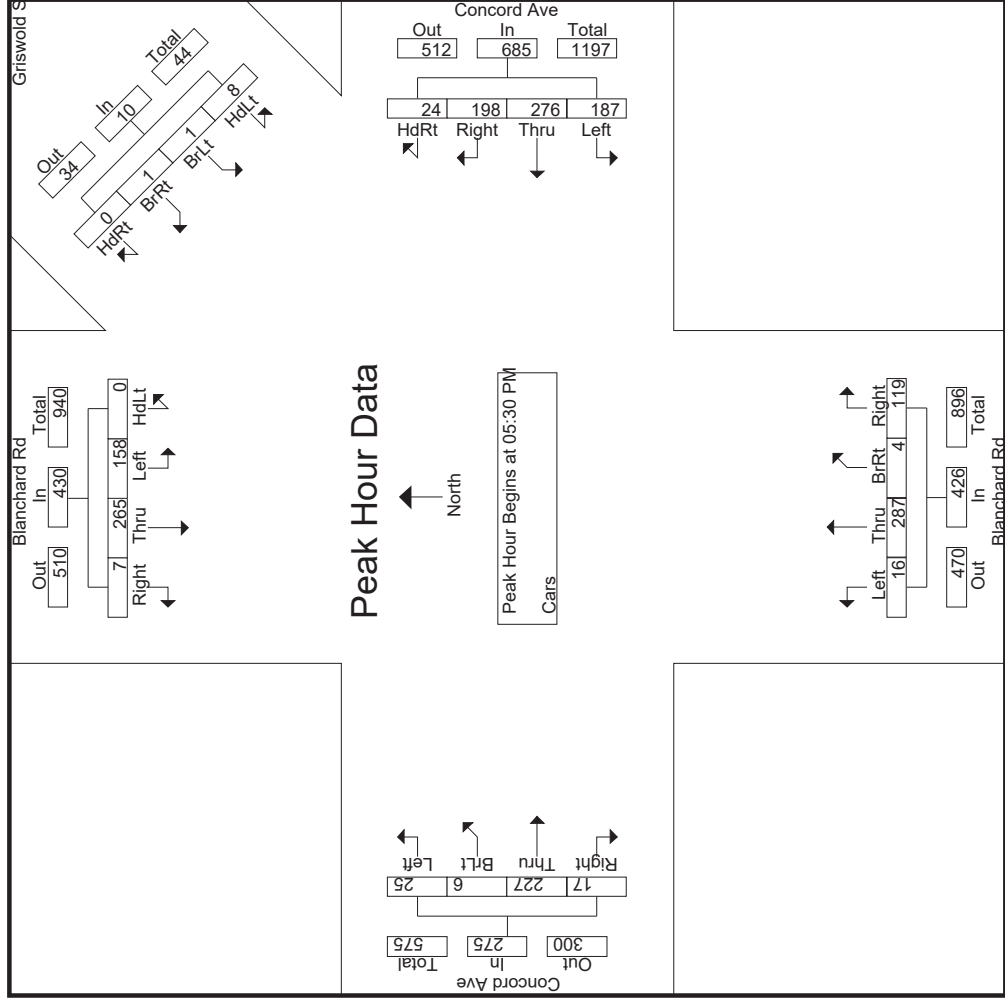 Griswold S
Out
In
Total
34
10
44
0
1
1
8
HdRt
BrRt
BrLt
HdLt
Concord Ave
Out
In
Total
512
685
1197
24
198
276
187
HdRt
Right
Thru
Left
Blanchard Rd
Out
In
Total
510
430
940
7
265
158
0
Right
Thru
Left
HdLt
Peak Hour Data
North
Peak Hour Begins at 05:30 PM
Cars
Left
Thru
BrRt
Right
16
287
4
119
470
426
896
Out
In
Total
Blanchard Rd
Left
BrLt
Thru
Right
25
6
227
17
575
275
300
Total
In
Out
Concord Ave